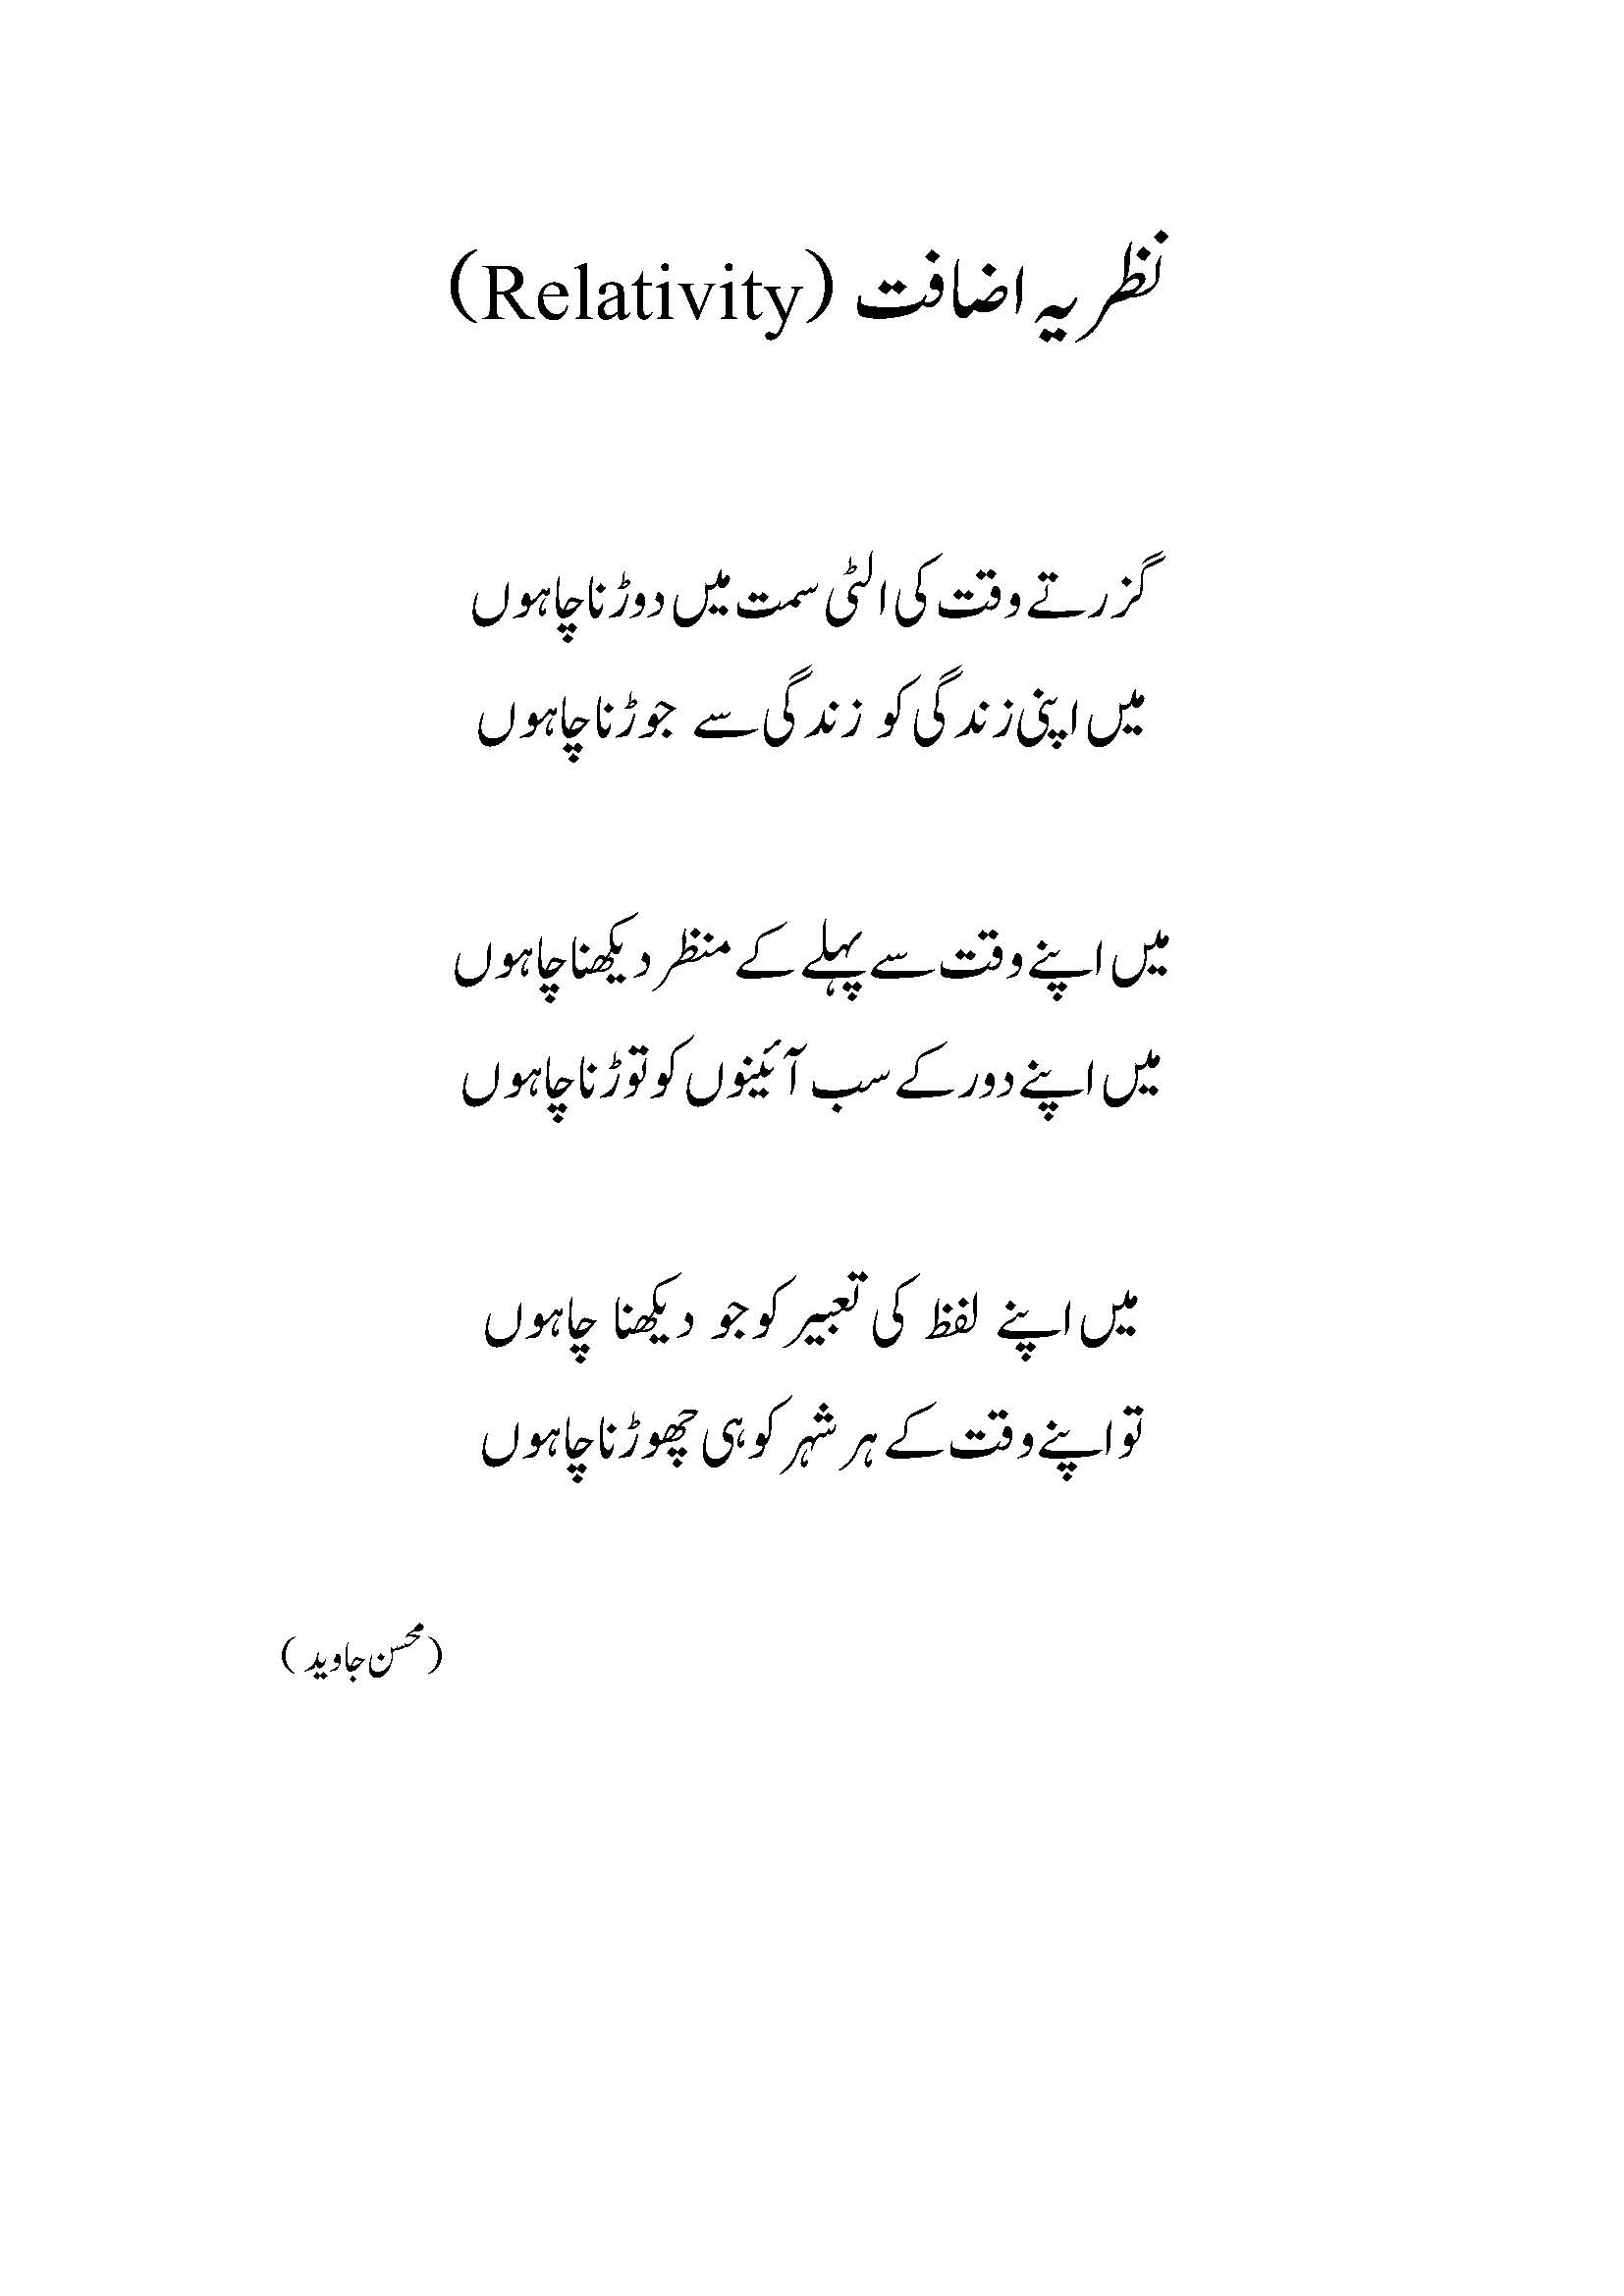 نظریہ اضافت (Relativity)
گزرتے وقت کی الٹی سمت میں دوڑنا چاہوں
میں اپنی زندگی کو زندگی سے جوڑنا چاہوں
میں اپنے وقت سے پہلے کے منظر دیکھنا چاہوں
میں اپنے دور کے سب آئینوں کو توڑنا چاہوں
میں اپنے لفظ کی تعبیر کو جو دیکھنا چاہوں
تو اپنے وقت کے ہر شہر کو ہی چھوڑنا چاہوں
(محسن جاوید)